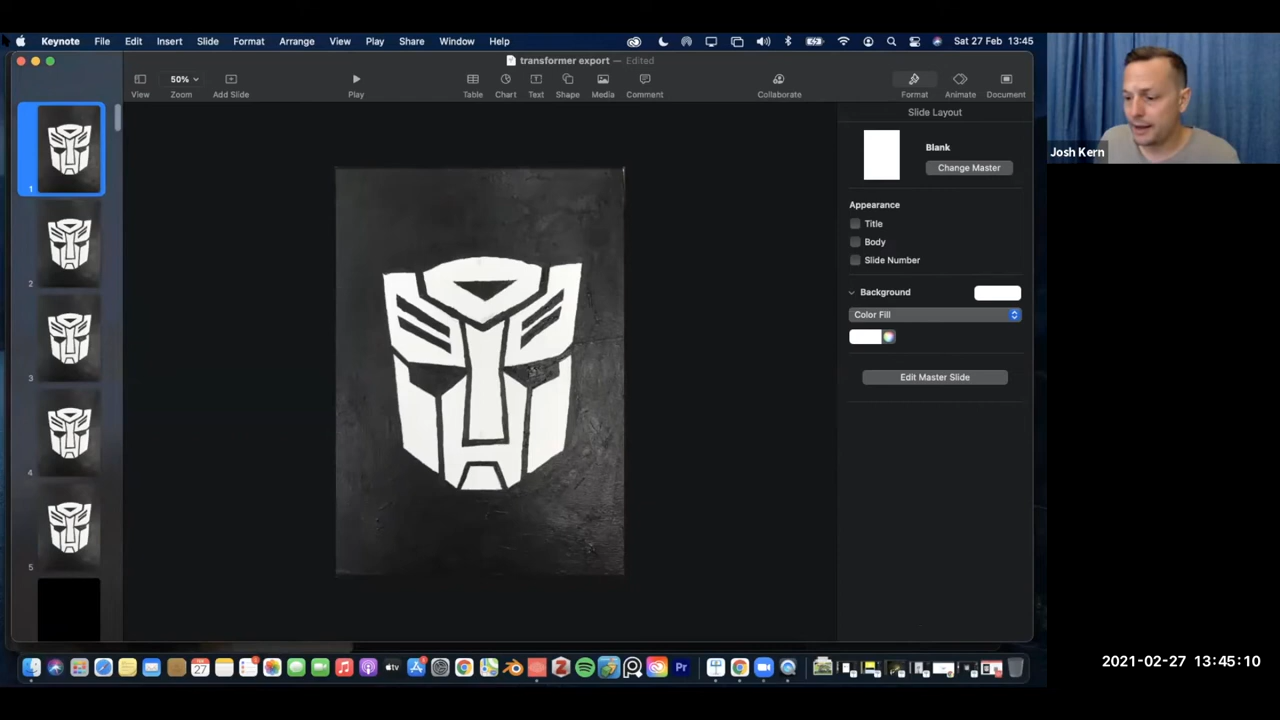 Keynote File Edit Insert Slide Format Arrange View Play Share Window Help Sat 27 Feb 13:45
transformer export — Edited
50%
View Zoom Add Slide Play Table Chart Text Shape Media Comment Collaborate Format Animate Document
Slide Layout
Blank
Change Master
Appearance
Title
Body
Slide Number
Background
Color Fill
Edit Master Slide
1
2
3
4
5
Josh Kern
27
tv
Pr
2021-02-27 13:45:10